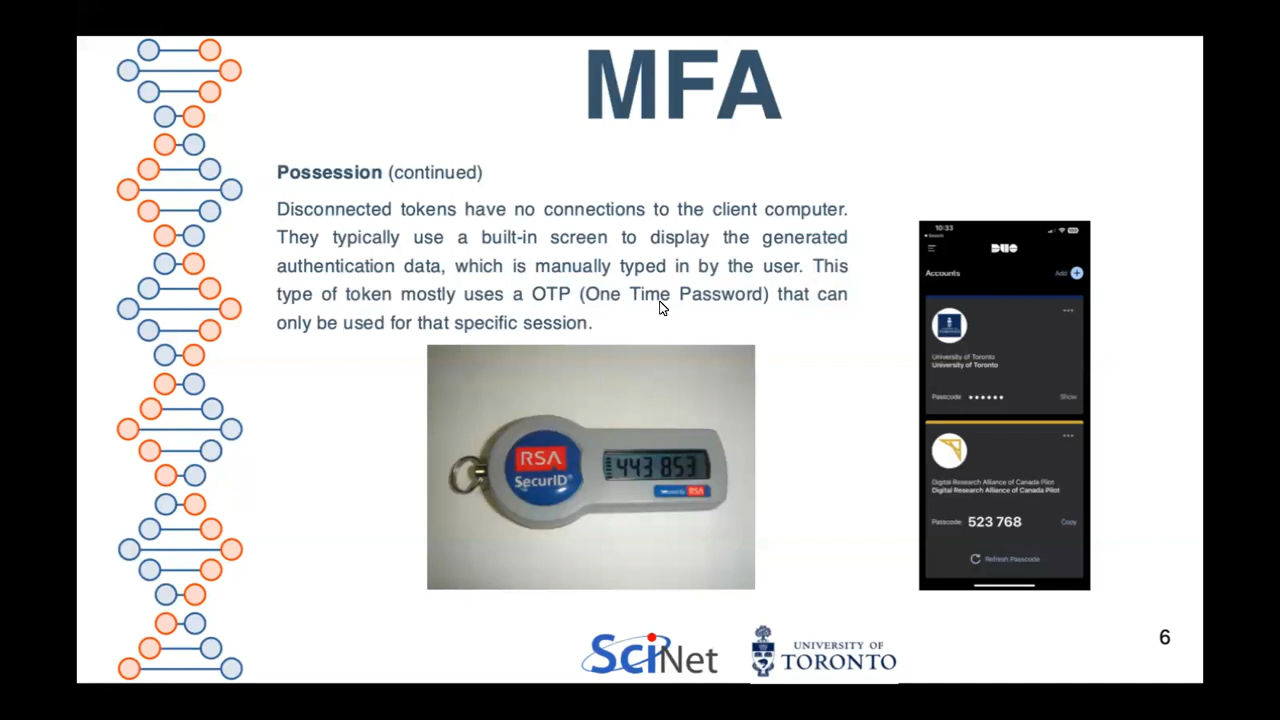 MFA
Possession (continued)
Disconnected tokens have no connections to the client computer.
They typically use a built-in screen to display the generated
authentication data, which is manually typed in by the user. This
type of token mostly uses a OTP (One Time Password) that can
only be used for that specific session.
RSA
SecurID®
443 853
RSA
10:33
Search
DUO
Accounts
Add
University of Toronto
University of Toronto
Passcode ••••••
Show
Digital Research Alliance of Canada Pilot
Digital Research Alliance of Canada Pilot
Passcode 523 768
Copy
Refresh Passcode
SciNet
UNIVERSITY OF
TORONTO
6